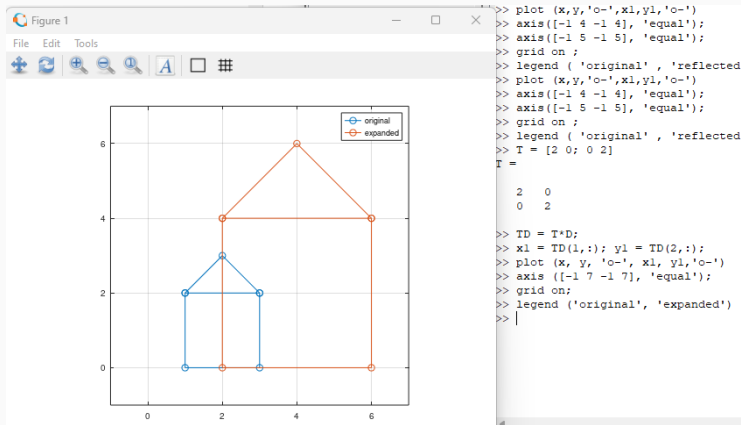 Figure 1
File Edit Tools
A
original
expanded
6
4
2
0
0 2 4 6
>> plot (x,y,'o-',x1,y1,'o-')
>> axis([-1 4 -1 4], 'equal');
>> axis([-1 5 -1 5], 'equal');
>> grid on ;
>> legend ( 'original' , 'reflected
>> plot (x,y,'o-',x1,y1,'o-')
>> axis([-1 4 -1 4], 'equal');
>> axis([-1 5 -1 5], 'equal');
>> grid on ;
>> legend ( 'original' , 'reflected
>> T = [2 0; 0 2]
T =
2 0
0 2
>> TD = T*D;
>> x1 = TD(1,:); y1 = TD(2,:);
>> plot (x, y, 'o-', x1, y1,'o-')
>> axis ([-1 7 -1 7], 'equal');
>> grid on;
>> legend ('original', 'expanded')
>>